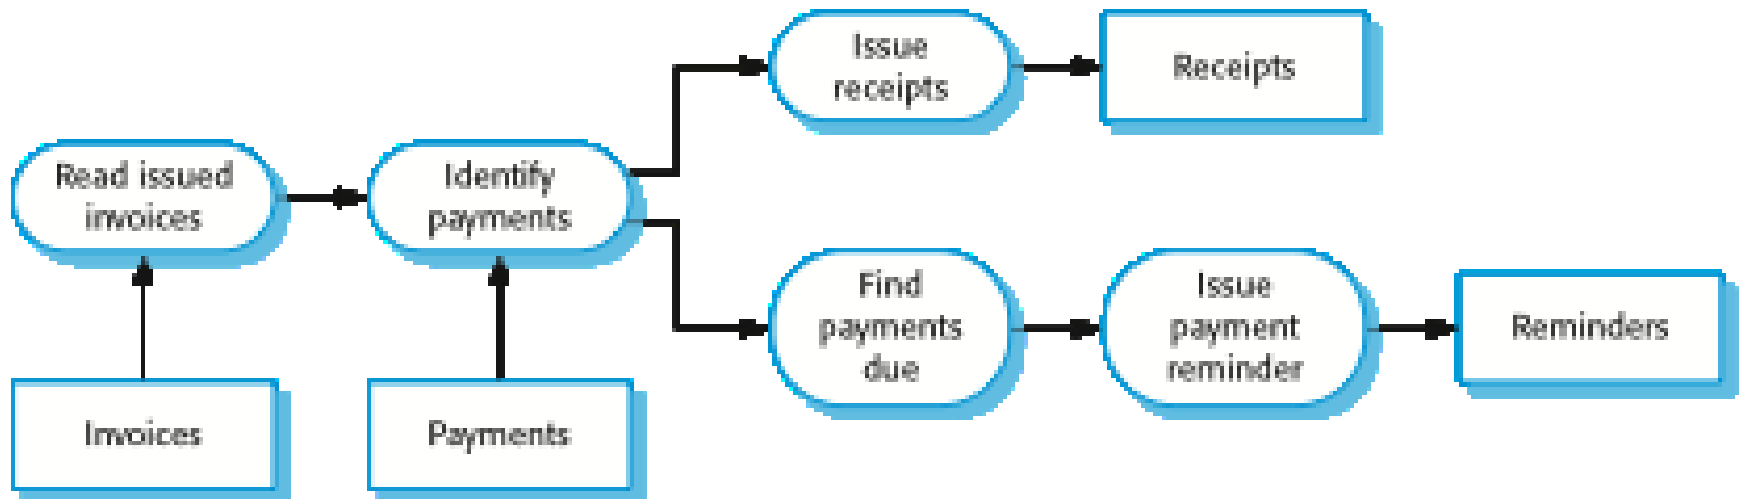 Issue
receipts
Receipts
Read issued
invoices
Identify
payments
Find
payments
due
Issue
payment
reminder
Reminders
Invoices
Payments